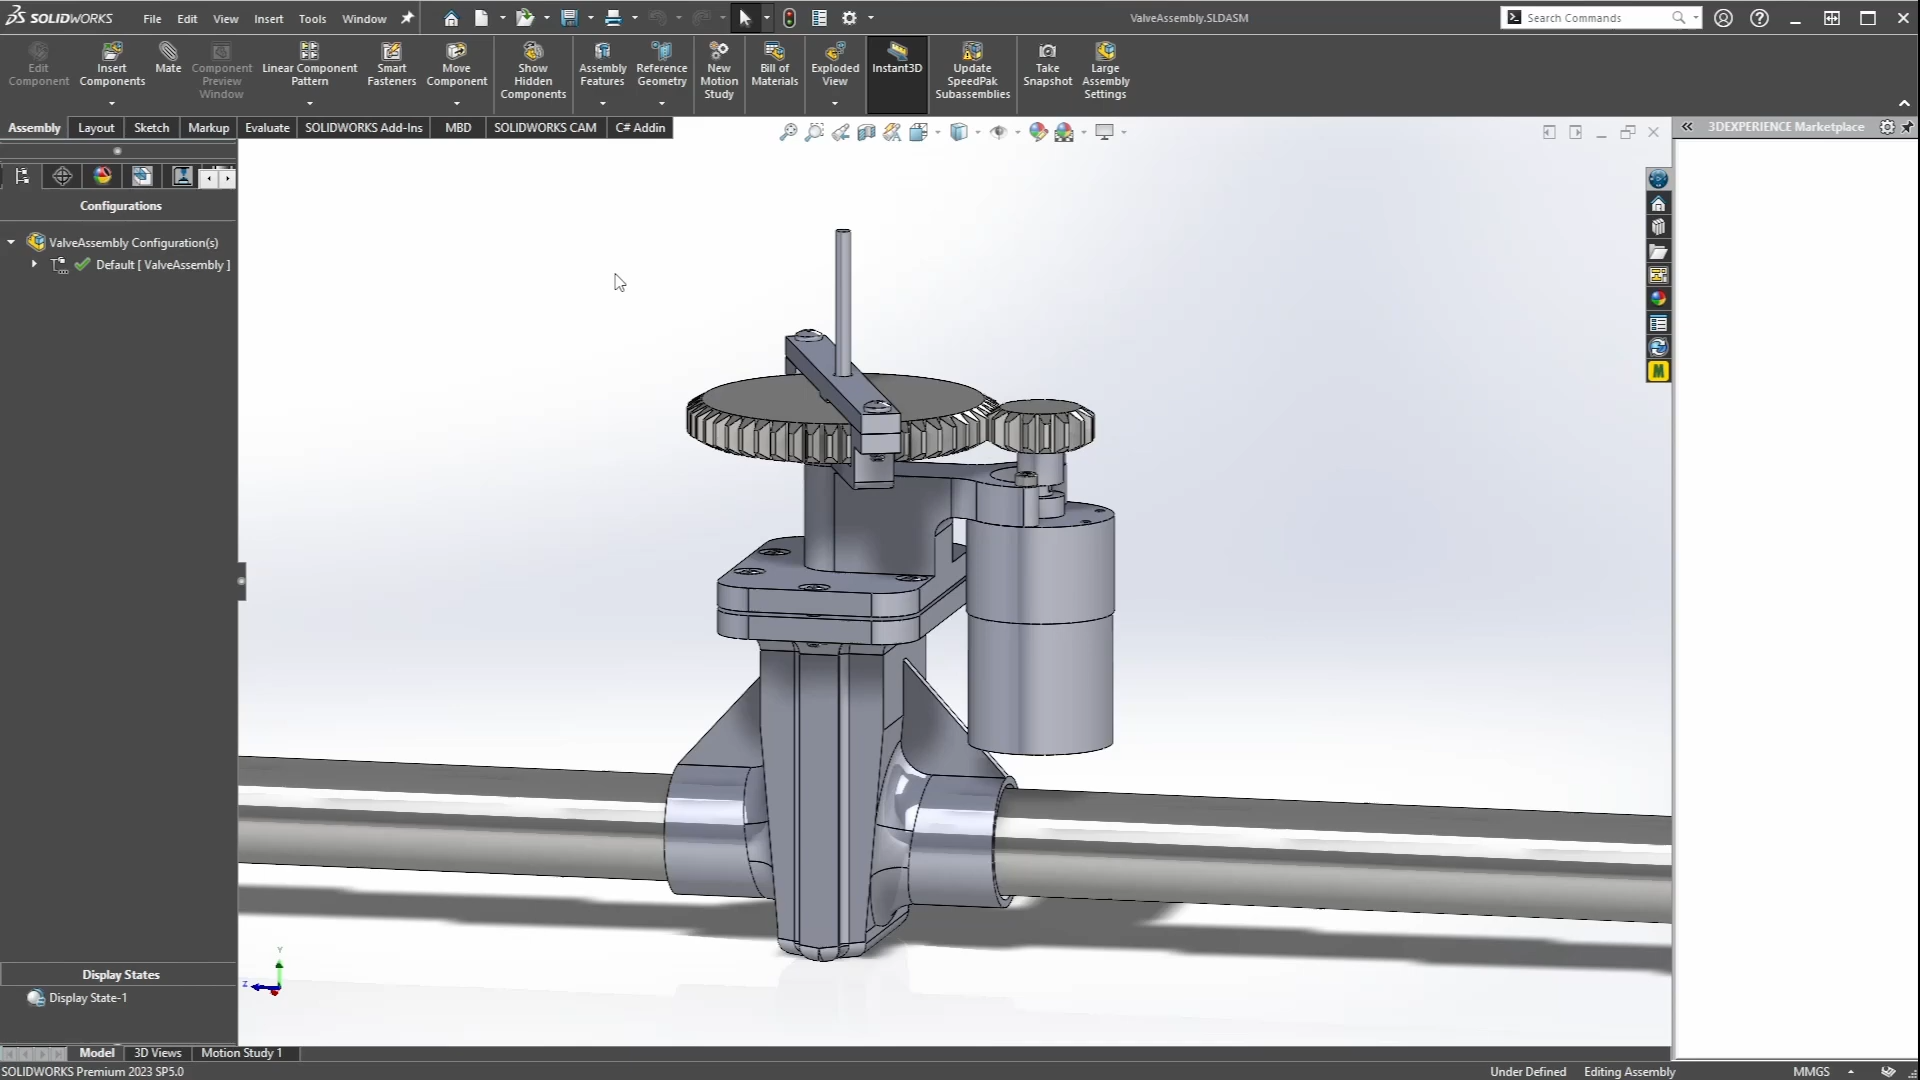 SOLIDWORKS File Edit View Insert Tools Window ValveAssembly.SLDASM Search Commands
Edit Component
Insert Components
Mate
Component Preview Window
Linear Component Pattern
Smart Fasteners
Move Component
Show Hidden Components
Assembly Features
Reference Geometry
New Motion Study
Bill of Materials
Exploded View
Instant3D
Update SpeedPak Subassemblies
Take Snapshot
Large Assembly Settings
Assembly Layout Sketch Markup Evaluate SOLIDWORKS Add-Ins MBD SOLIDWORKS CAM C# Addin
3DEXPERIENCE Marketplace
Configurations
ValveAssembly Configuration(s)
Default [ ValveAssembly ]
M
Y
Z
Display States
Display State-1
Model 3D Views Motion Study 1
SOLIDWORKS Premium 2023 SP5.0 Under Defined Editing Assembly MMGS